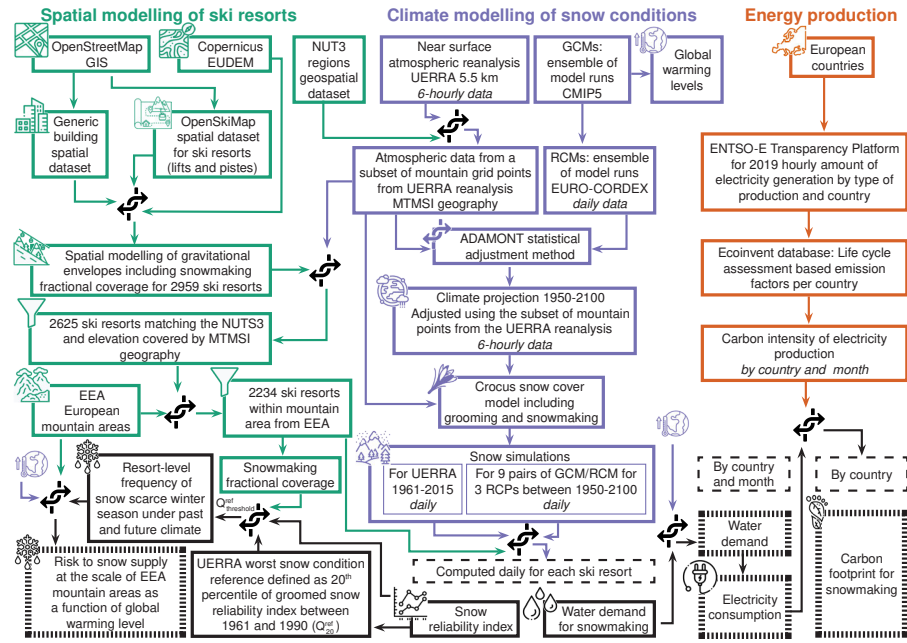 Spatial modelling of ski resorts
OpenStreetMap
GIS
Copernicus
EUDEM
NUT3
regions
geospatial
dataset
Generic
building
spatial
dataset
OpenSkiMap
spatial dataset
for ski resorts
(lifts and pistes)
Spatial modelling of gravitational
envelopes including snowmaking
fractional coverage for 2959 ski resorts
2625 ski resorts matching the NUTS3
and elevation covered by MTMSI
geography
EEA
European
mountain areas
2234 ski resorts
within mountain
area from EEA
Snowmaking
fractional coverage
Resort-level
frequency of
snow scarce winter
season under past
and future climate
Q^ref_threshold
Risk to snow supply
at the scale of EEA
mountain areas as
a function of global
warming level
UERRA worst snow condition
reference defined as 20th
percentile of groomed snow
reliability index between
1961 and 1990 (Q^ref_20)
Climate modelling of snow conditions
Near surface
atmospheric reanalysis
UERRA 5.5 km
6-hourly data
GCMs:
ensemble of
model runs
CMIP5
Global
warming
levels
Atmospheric data from a
subset of mountain grid points
from UERRA reanalysis
MTMSI geography
RCMs: ensemble
of model runs
EURO-CORDEX
daily data
ADAMONT statistical
adjustment method
Climate projection 1950-2100
Adjusted using the subset of mountain
points from the UERRA reanalysis
6-hourly data
Crocus snow cover
model including
grooming and snowmaking
Snow simulations
For UERRA
1961-2015
daily
For 9 pairs of GCM/RCM for
3 RCPs between 1950-2100
daily
Computed daily for each ski resort
Snow
reliability index
Water demand
for snowmaking
Energy production
European
countries
ENTSO-E Transparency Platform
for 2019 hourly amount of
electricity generation by type of
production and country
Ecoinvent database: Life cycle
assessment based emission
factors per country
Carbon intensity of electricity
production
by country and month
By country
and month
By country
Water
demand
Electricity
consumption
Carbon
footprint for
snowmaking